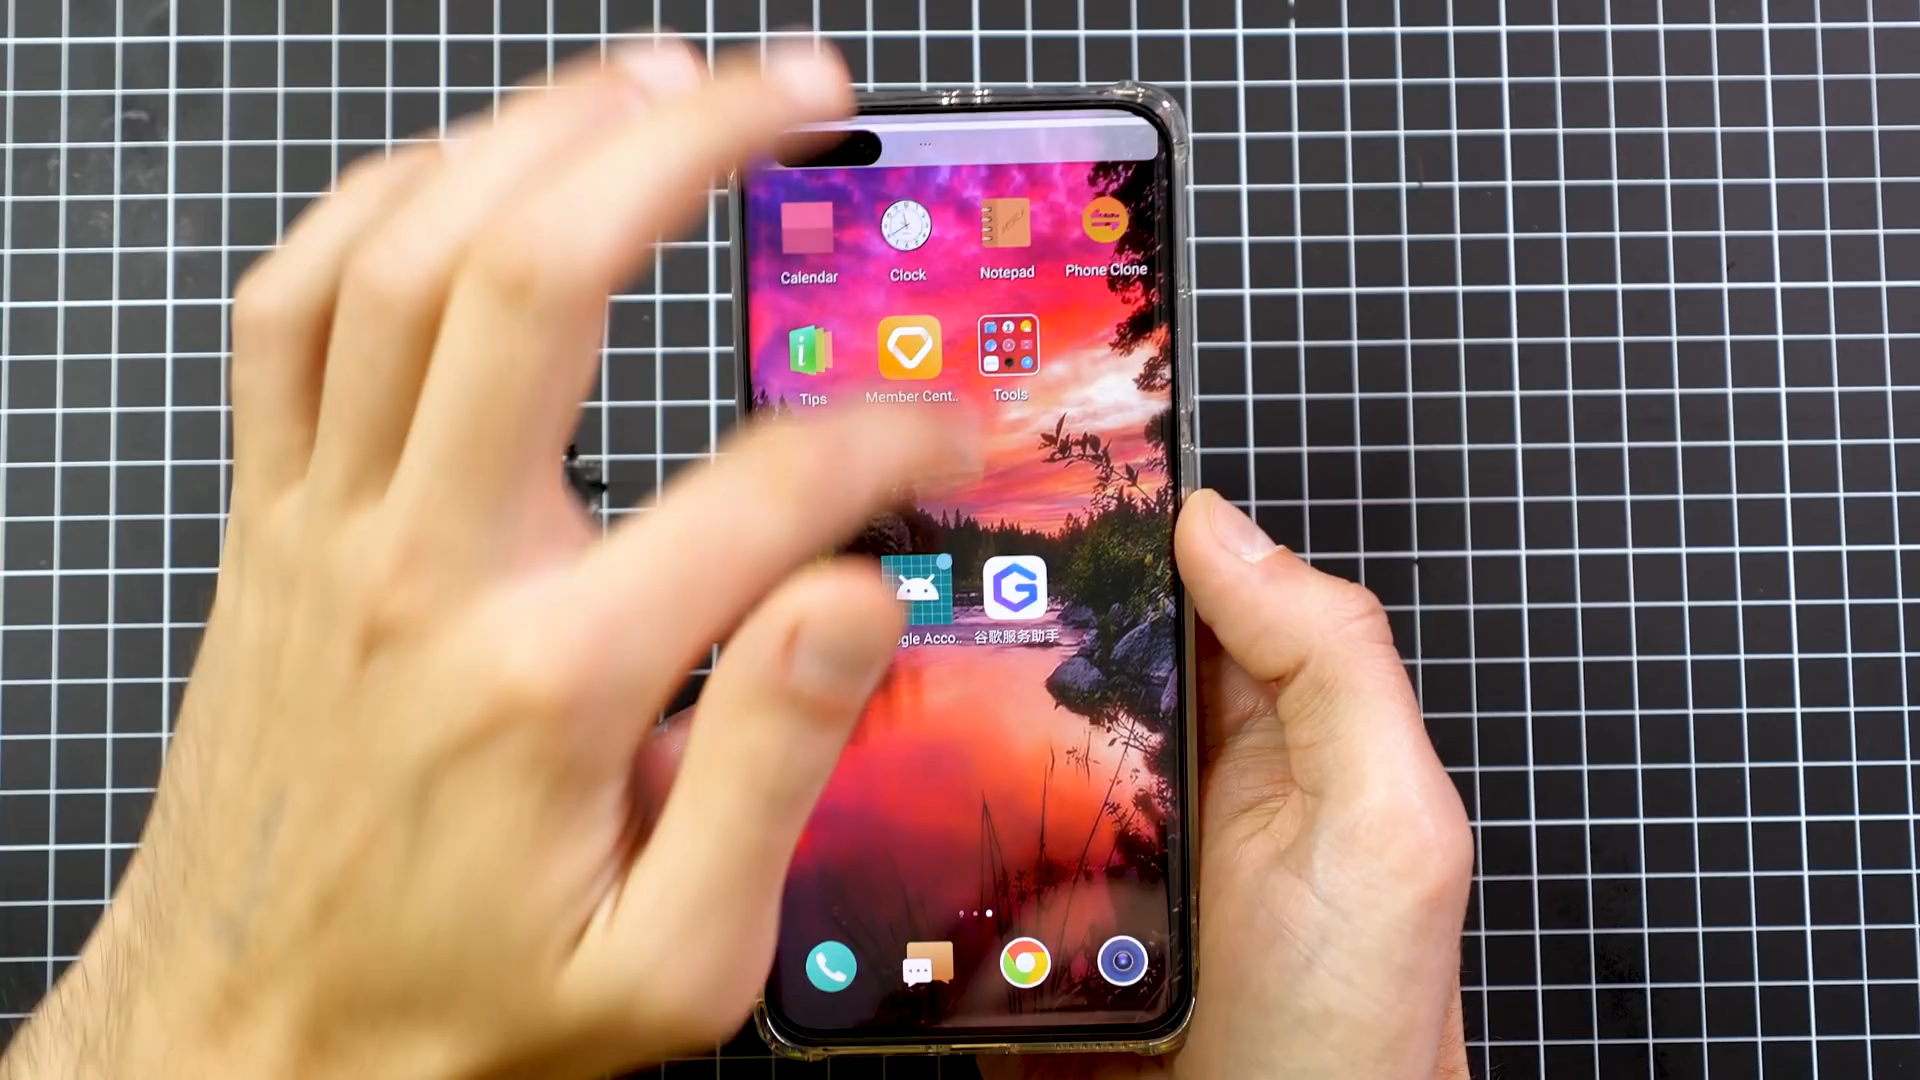 Calendar
Clock
Notepad
Phone Clone
Tips
Member Cent..
Tools
gle Acco..
谷歌服务助手